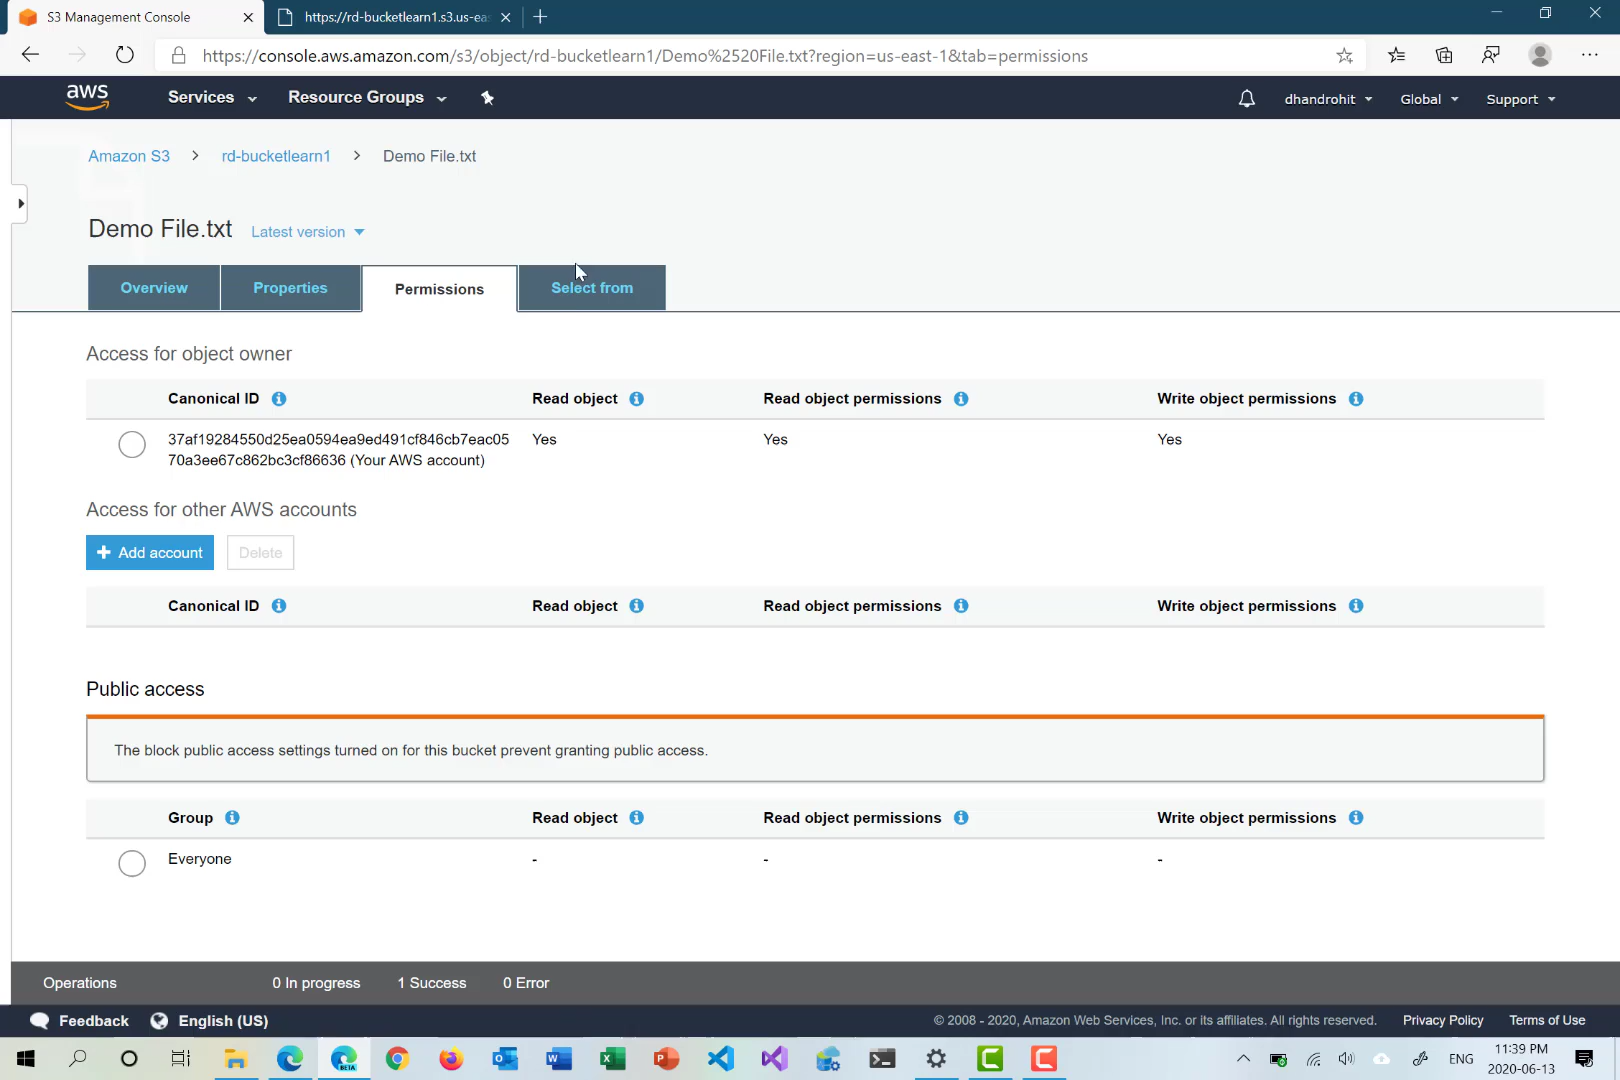 S3 Management Console
https://rd-bucketlearn1.s3.us-eas
https://console.aws.amazon.com/s3/object/rd-bucketlearn1/Demo%2520File.txt?region=us-east-1&tab=permissions
aws Services Resource Groups dhandrohit Global Support
Amazon S3 > rd-bucketlearn1 > Demo File.txt
Demo File.txt Latest version
Overview Properties Permissions Select from
Access for object owner
Canonical ID Read object Read object permissions Write object permissions
37af19284550d25ea0594ea9ed491cf846cb7eac05 Yes Yes Yes
70a3ee67c862bc3cf86636 (Your AWS account)
Access for other AWS accounts
+ Add account Delete
Canonical ID Read object Read object permissions Write object permissions
Public access
The block public access settings turned on for this bucket prevent granting public access.
Group Read object Read object permissions Write object permissions
Everyone - - -
Operations 0 In progress 1 Success 0 Error
Feedback English (US) © 2008 - 2020, Amazon Web Services, Inc. or its affiliates. All rights reserved. Privacy Policy Terms of Use
BETA
ENG
11:39 PM
2020-06-13